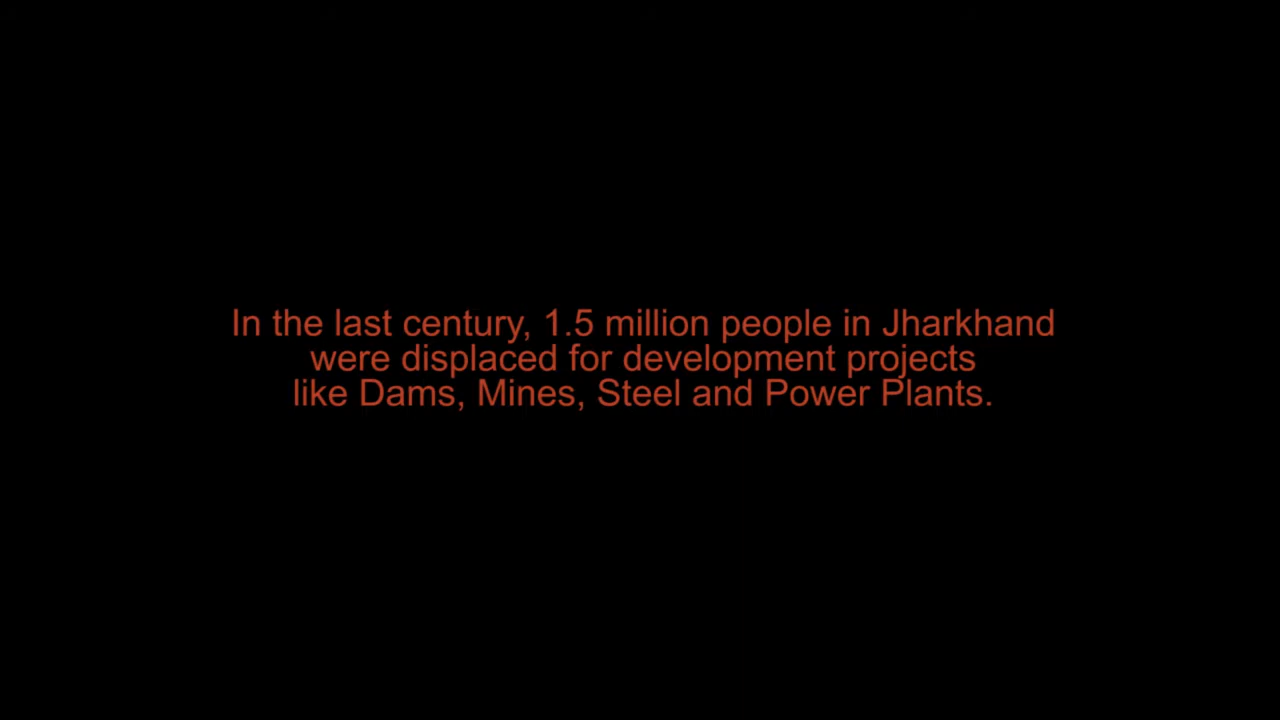 In the last century, 1.5 million people in Jharkhand
were displaced for development projects
like Dams, Mines, Steel and Power Plants.